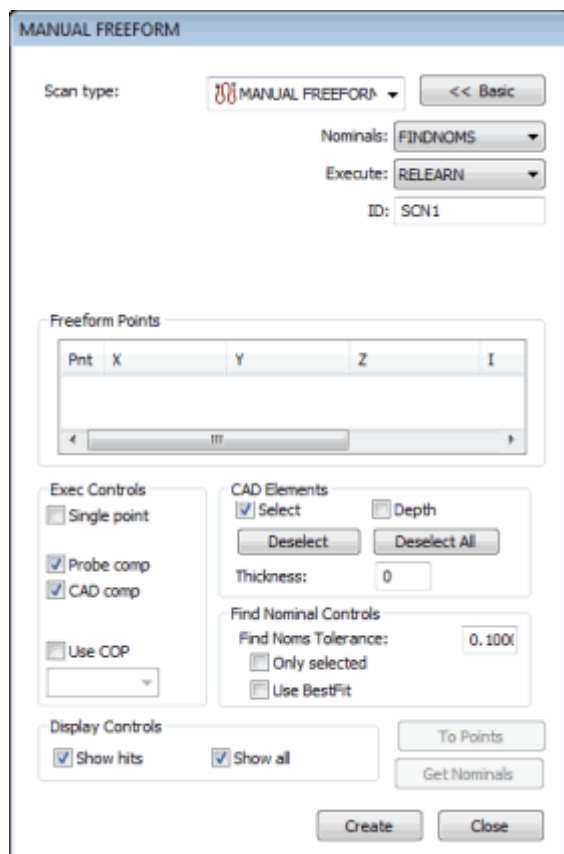 MANUAL FREEFORM
Scan type: MANUAL FREEFORM << Basic
Nominals: FINDNOMS
Execute: RELEARN
ID: SCN1
Freeform Points
Pnt X Y Z I
Exec Controls
Single point
Probe comp
CAD comp
Use COP
CAD Elements
Select Depth
Deselect Deselect All
Thickness: 0
Find Nominal Controls
Find Noms Tolerance: 0.100
Only selected
Use BestFit
Display Controls
Show hits Show all
To Points
Get Nominals
Create Close